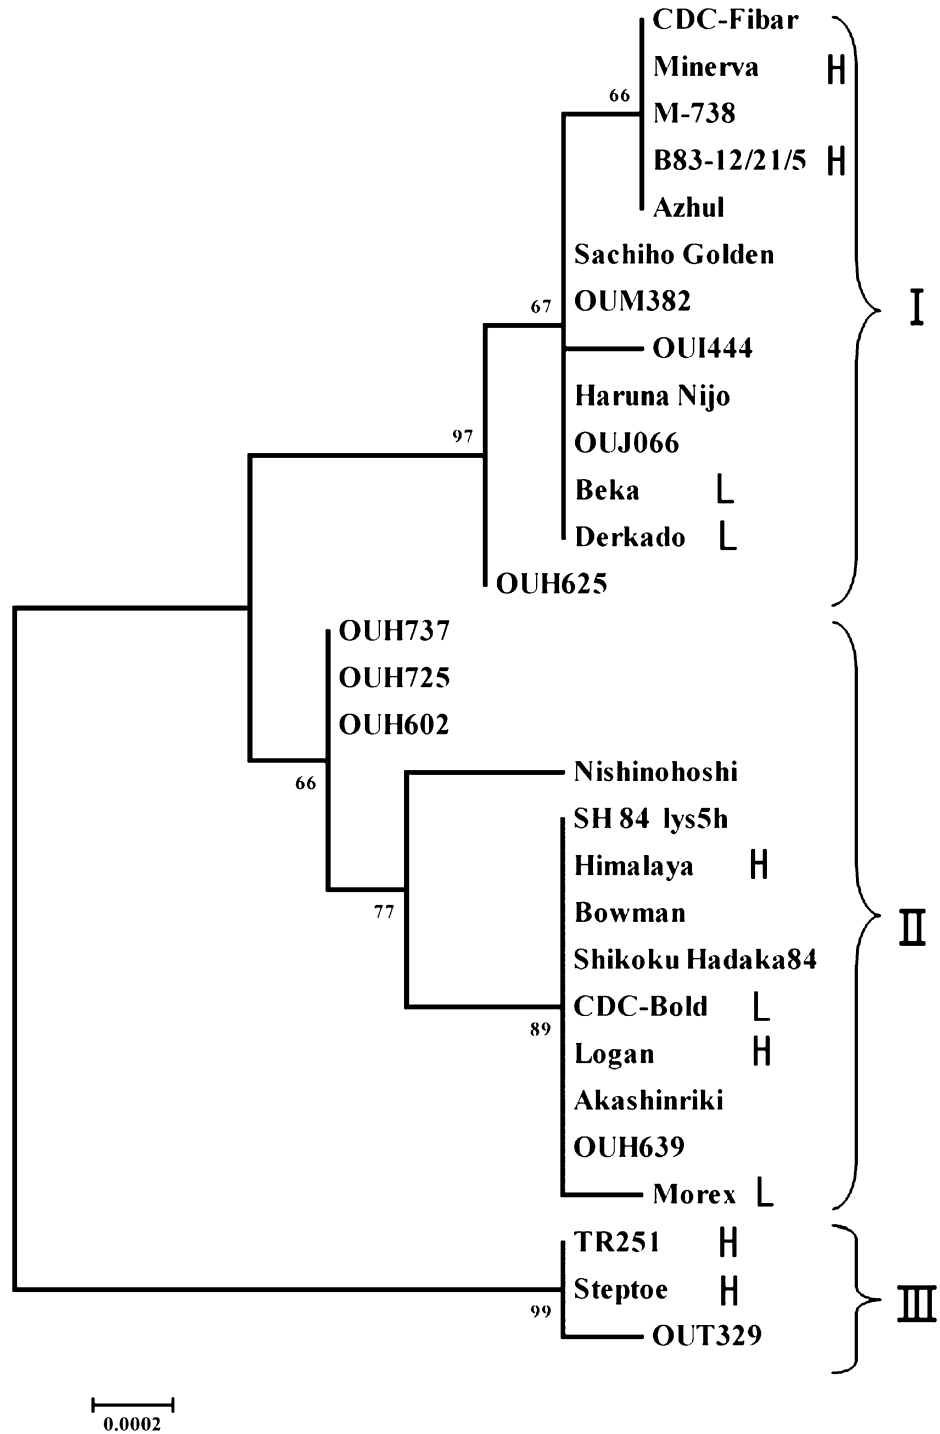 CDC-Fibar
66
Minerva H
M-738
B83-12/21/5 H
Azhul
Sachiho Golden
67
OUM382
I
OUI444
Haruna Nijo
97
OUJ066
Beka L
Derkado L
OUH625
OUH737
OUH725
OUH602
Nishinohoshi
66
SH 84 lys5h
Himalaya H
77
Bowman
II
Shikoku Hadaka84
CDC-Bold L
89
Logan H
Akashinriki
OUH639
Morex L
TR251 H
Steptoe H
III
99
OUT329
0.0002